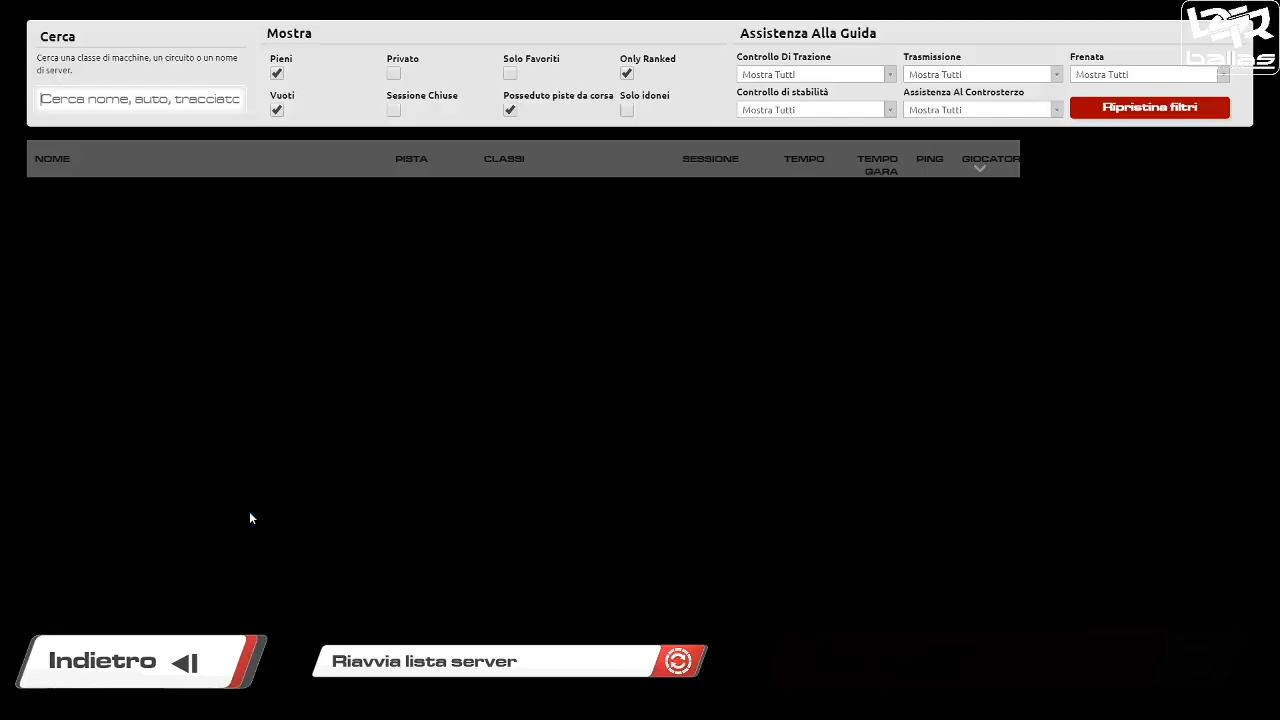 Cerca
Cerca una classe di macchine, un circuito o un nome
di server.
Cerca nome, auto, tracciato
Mostra
Pieni
Privato
Solo Favoriti
Only Ranked
Vuoti
Sessione Chiuse
Posseduto piste da corsa
Solo idonei
Assistenza Alla Guida
Controllo Di Trazione
Trasmissione
Frenata
Mostra Tutti
Mostra Tutti
Mostra Tutti
Controllo di stabilità
Assistenza Al Controsterzo
Mostra Tutti
Mostra Tutti
Ripristina filtri
ballas
NOME
PISTA
CLASSI
SESSIONE
TEMPO
TEMPO
GARA
PING
GIOCATOR
Indietro
Riavvia lista server